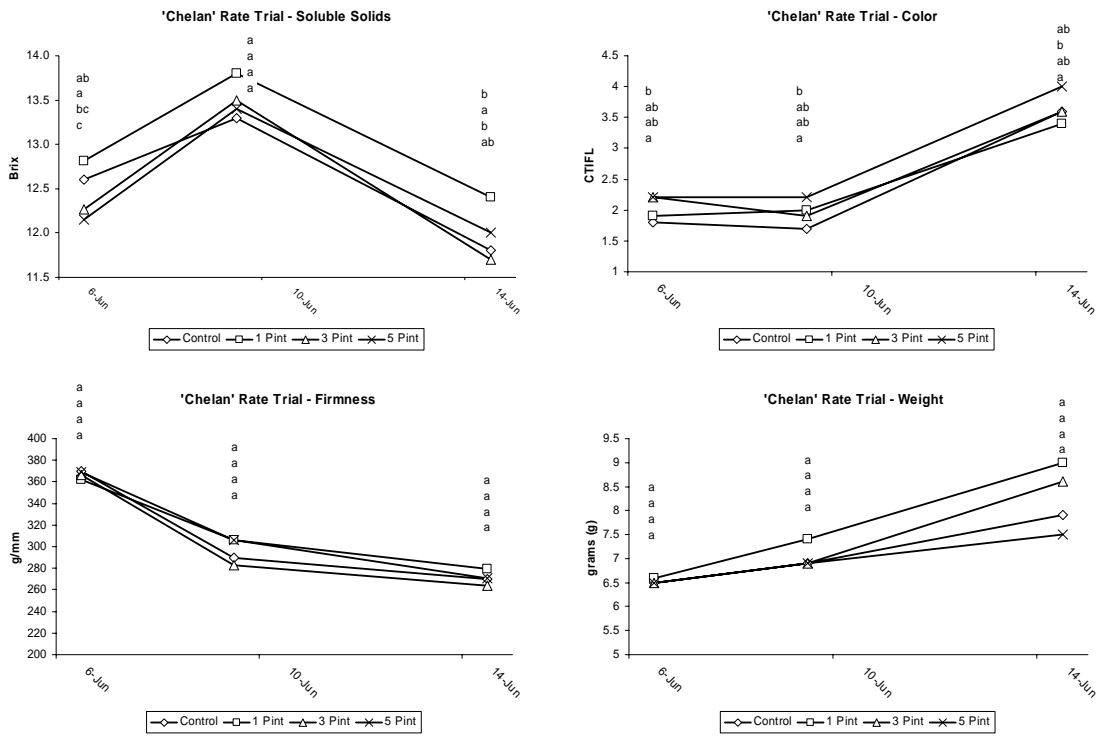 'Chelan' Rate Trial - Soluble Solids
14.0
13.5
13.0
12.5
12.0
11.5
Brix
ab
a
bc
c
a
a
a
a
b
a
b
ab
6-Jun
10-Jun
14-Jun
Control 1 Pint 3 Pint 5 Pint
'Chelan' Rate Trial - Color
4.5
4
3.5
3
2.5
2
1.5
1
CTIFL
b
ab
ab
a
b
ab
ab
a
ab
b
ab
a
6-Jun
10-Jun
14-Jun
Control 1 Pint 3 Pint 5 Pint
'Chelan' Rate Trial - Firmness
400
380
360
340
320
300
280
260
240
220
200
g/mm
a
a
a
a
a
a
a
a
a
a
a
a
6-Jun
10-Jun
14-Jun
Control 1 Pint 3 Pint 5 Pint
'Chelan' Rate Trial - Weight
9.5
9
8.5
8
7.5
7
6.5
6
5.5
5
grams (g)
a
a
a
a
a
a
a
a
a
a
a
a
6-Jun
10-Jun
14-Jun
Control 1 Pint 3 Pint 5 Pint